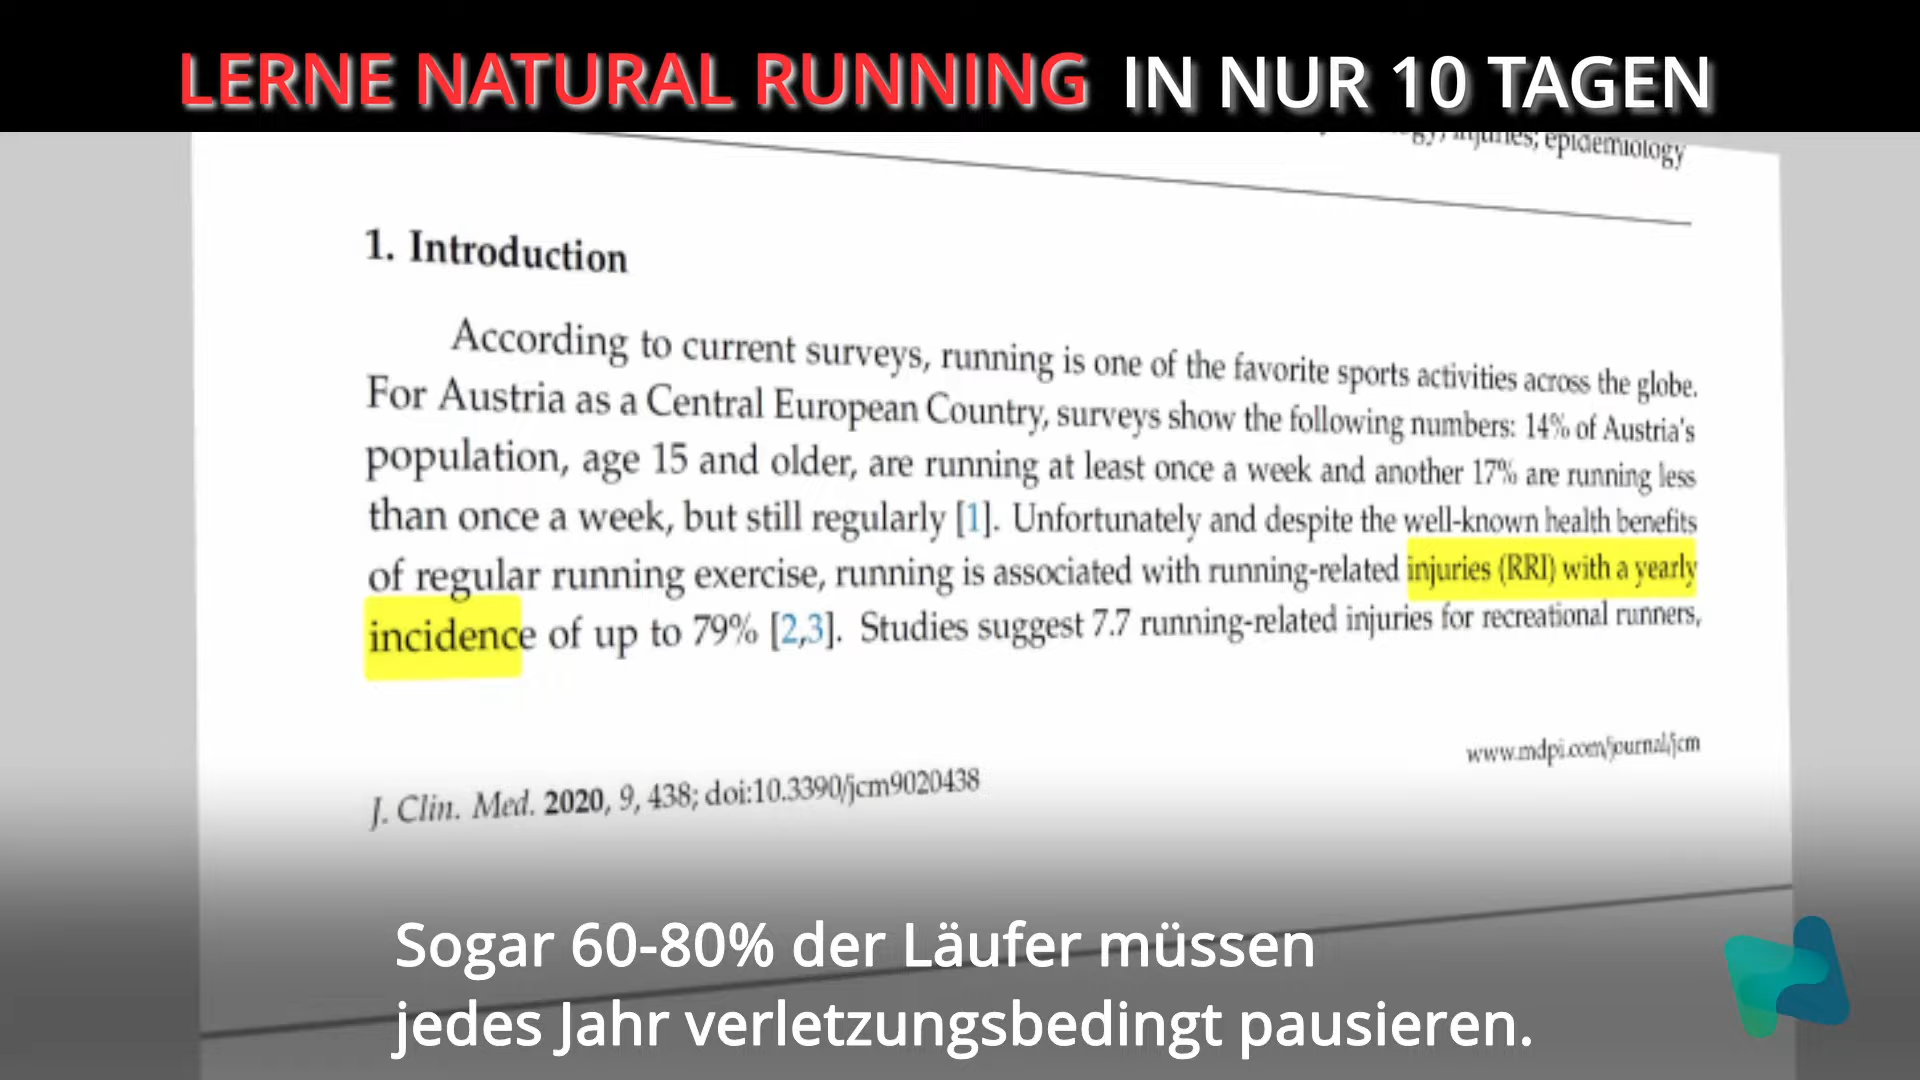 LERNE NATURAL RUNNING IN NUR 10 TAGEN
injuries; epidemiology
1. Introduction
According to current surveys, running is one of the favorite sports activities across the globe.
For Austria as a Central European Country, surveys show the following numbers: 14% of Austria's
population, age 15 and older, are running at least once a week and another 17% are running less
than once a week, but still regularly [1]. Unfortunately and despite the well-known health benefits
of regular running exercise, running is associated with running-related injuries (RRI) with a yearly
incidence of up to 79% [2,3]. Studies suggest 7.7 running-related injuries for recreational runners,
www.mdpi.com/journal/jcm
J. Clin. Med. 2020, 9, 438; doi:10.3390/jcm9020438
Sogar 60-80% der Läufer müssen
jedes Jahr verletzungsbedingt pausieren.